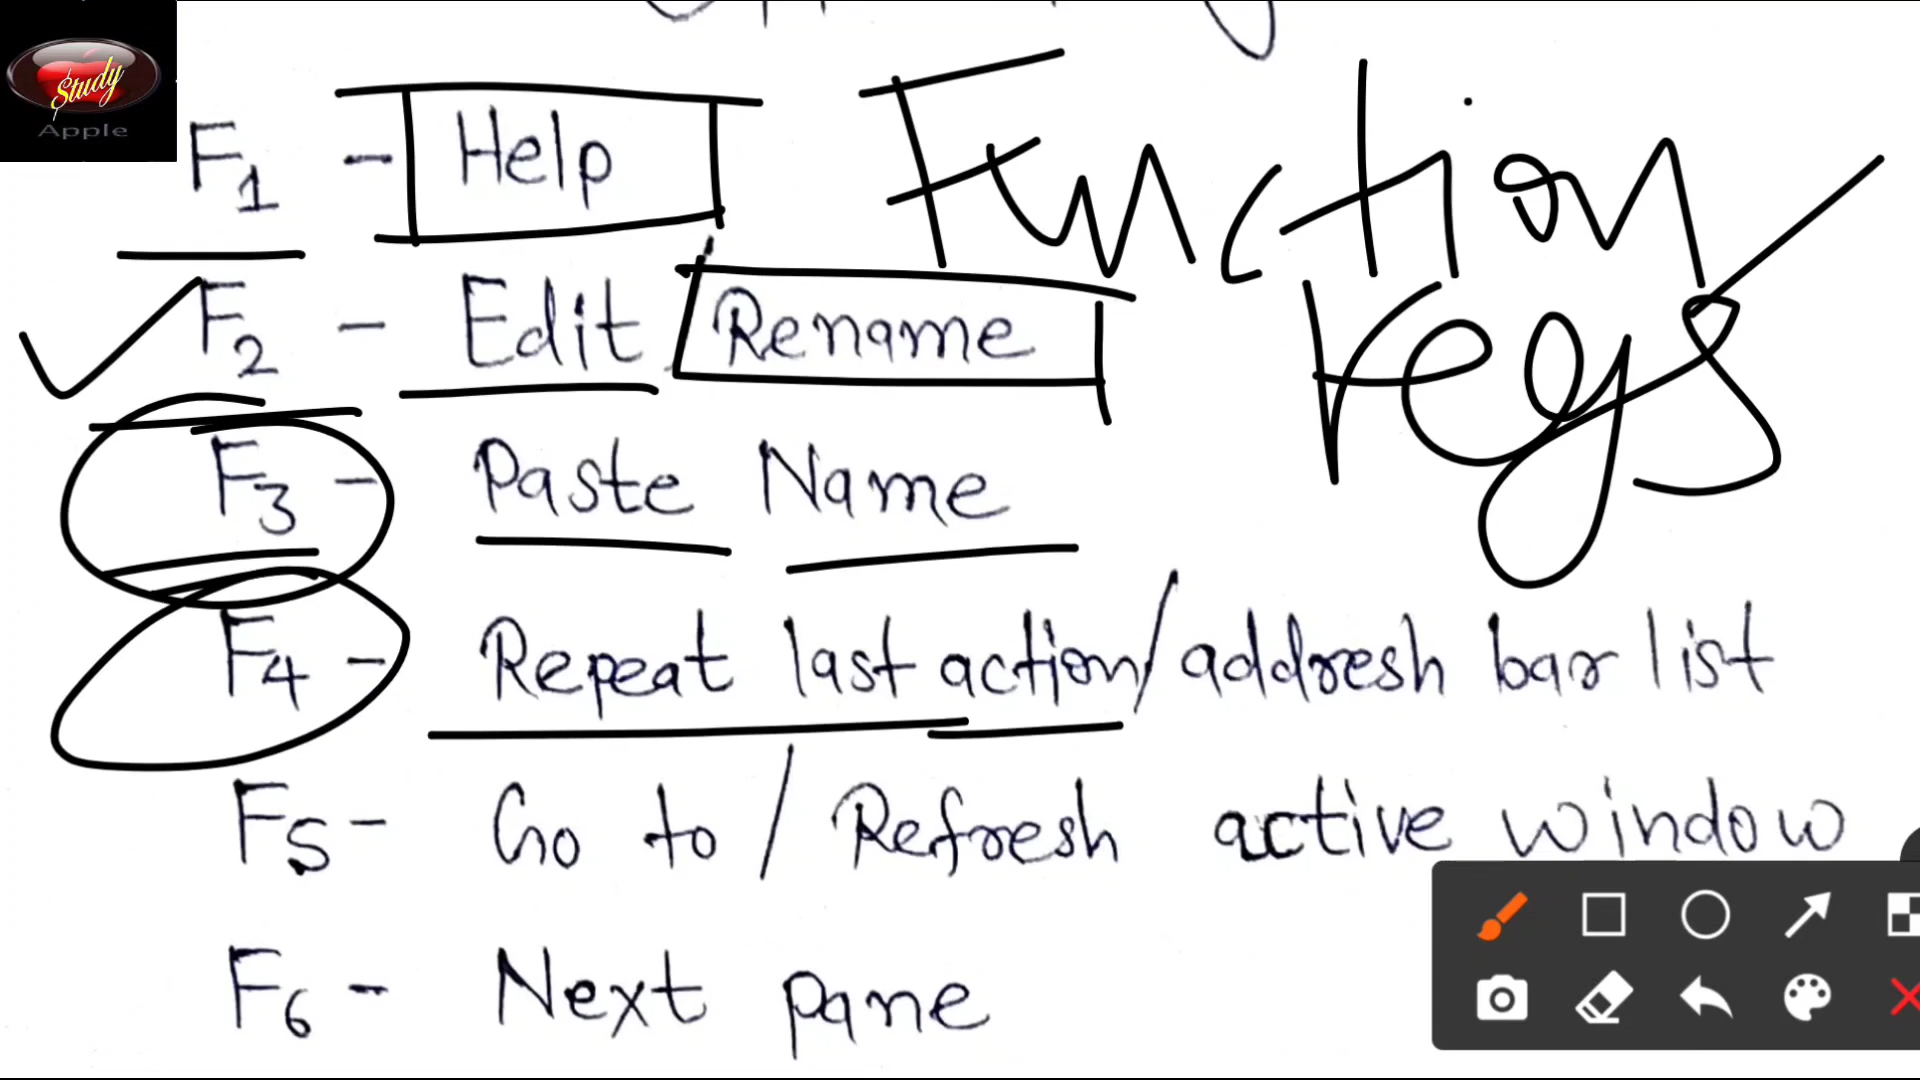 Study
Apple
Function
Keys
F1 - Help
F2 - Edit / Rename
F3 - Paste Name
F4 - Repeat last action / addresh bar list
F5 - Go to / Refresh active window
F6 - Next pane